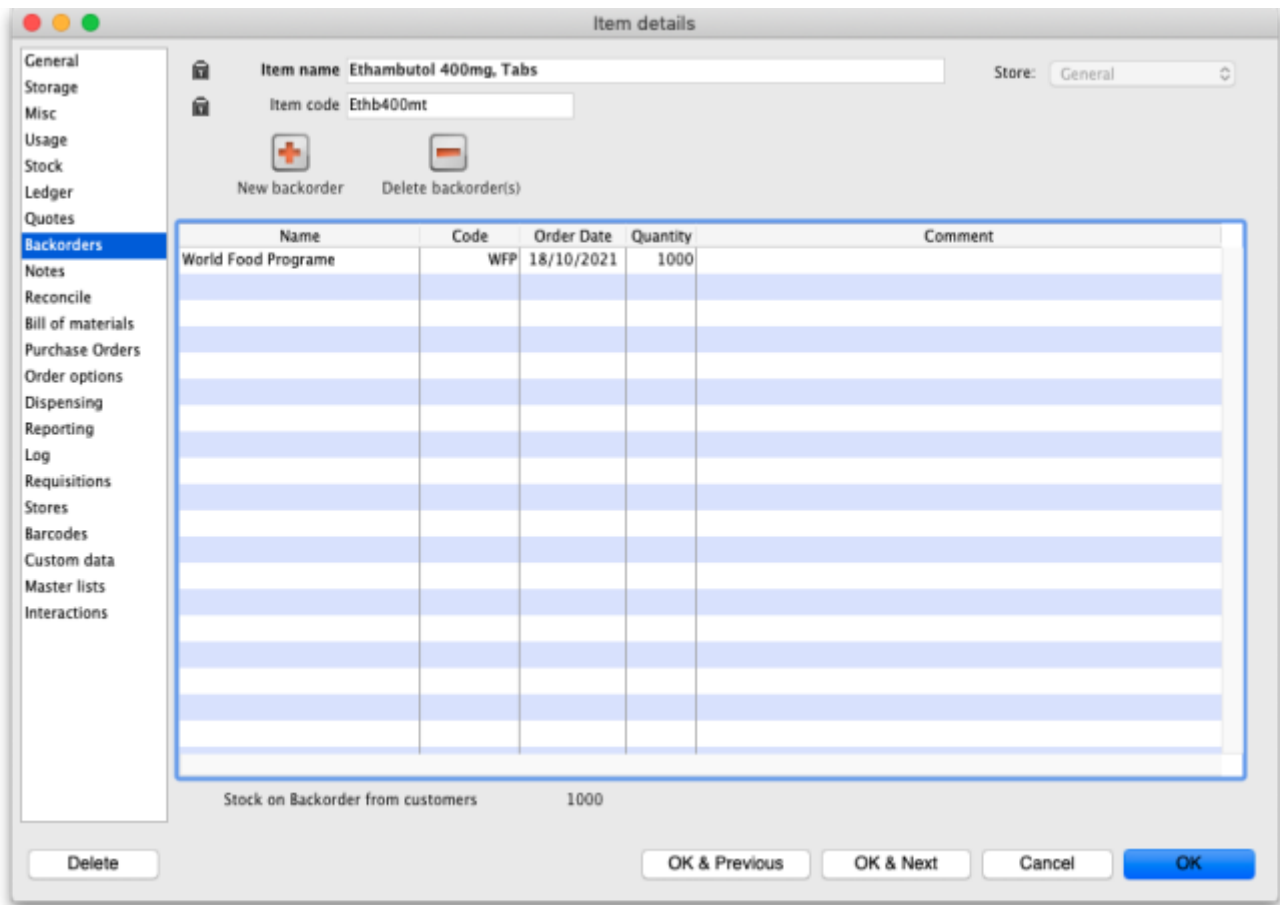 Item details
General
Storage
Misc
Usage
Stock
Ledger
Quotes
Backorders
Notes
Reconcile
Bill of materials
Purchase Orders
Order options
Dispensing
Reporting
Log
Requisitions
Stores
Barcodes
Custom data
Master lists
Interactions
Item name Ethambutol 400mg, Tabs
Store: General
Item code Ethb400mt
New backorder Delete backorder(s)
Name Code Order Date Quantity Comment
World Food Programe WFP 18/10/2021 1000
Stock on Backorder from customers 1000
Delete OK & Previous OK & Next Cancel OK